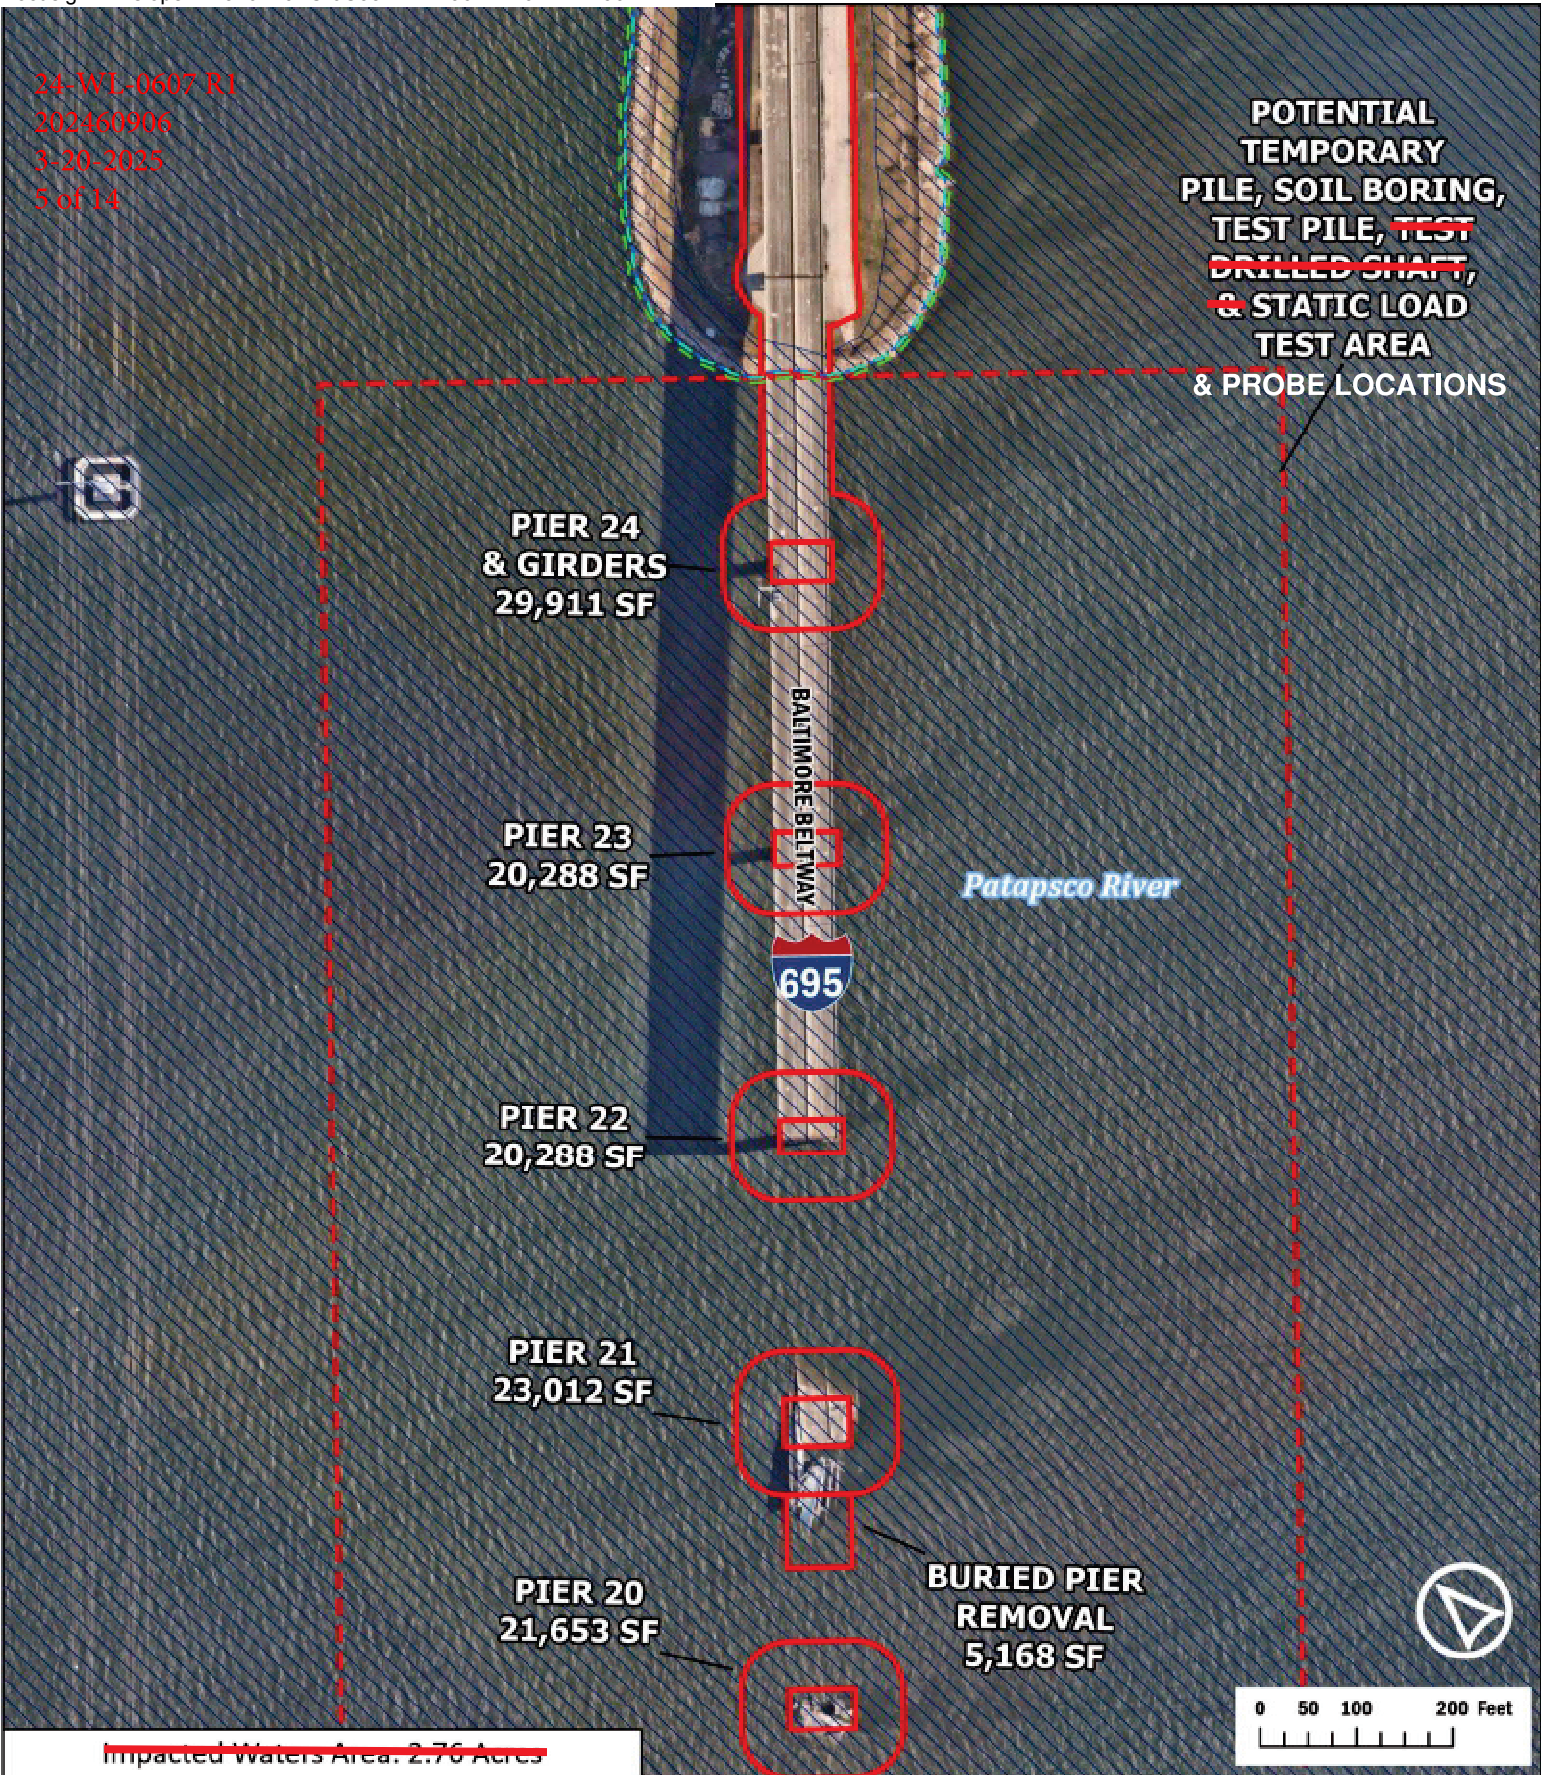 24-WL-0607 R1
202460906
3-20-2025
5 of 14
POTENTIAL
TEMPORARY
PILE, SOIL BORING,
TEST PILE, TEST
DRILLED SHAFT,
& STATIC LOAD
TEST AREA
& PROBE LOCATIONS
PIER 24
& GIRDERS
29,911 SF
BALTIMORE BELTWAY
PIER 23
20,288 SF
Patapsco River
695
PIER 22
20,288 SF
PIER 21
23,012 SF
BURIED PIER
REMOVAL
5,168 SF
PIER 20
21,653 SF
0 50 100 200 Feet
Impacted Waters Area: 2.76 Acres